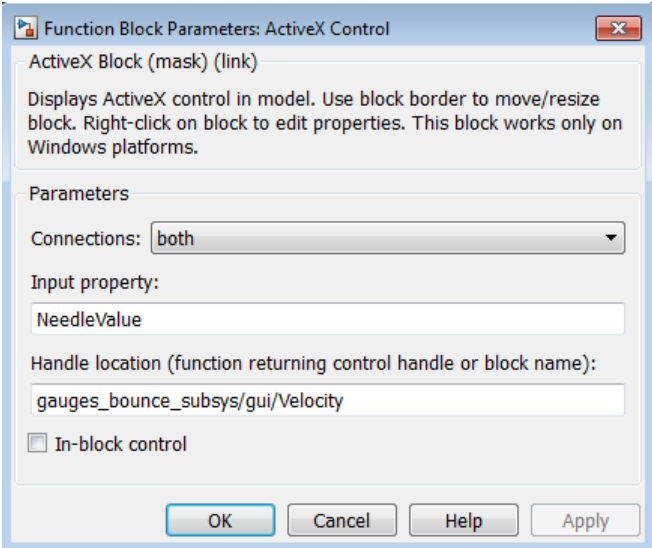 Function Block Parameters: ActiveX Control
ActiveX Block (mask) (link)
Displays ActiveX control in model. Use block border to move/resize
block. Right-click on block to edit properties. This block works only on
Windows platforms.
Parameters
Connections: both
Input property:
NeedleValue
Handle location (function returning control handle or block name):
gauges_bounce_subsys/gui/Velocity
In-block control
OK Cancel Help Apply